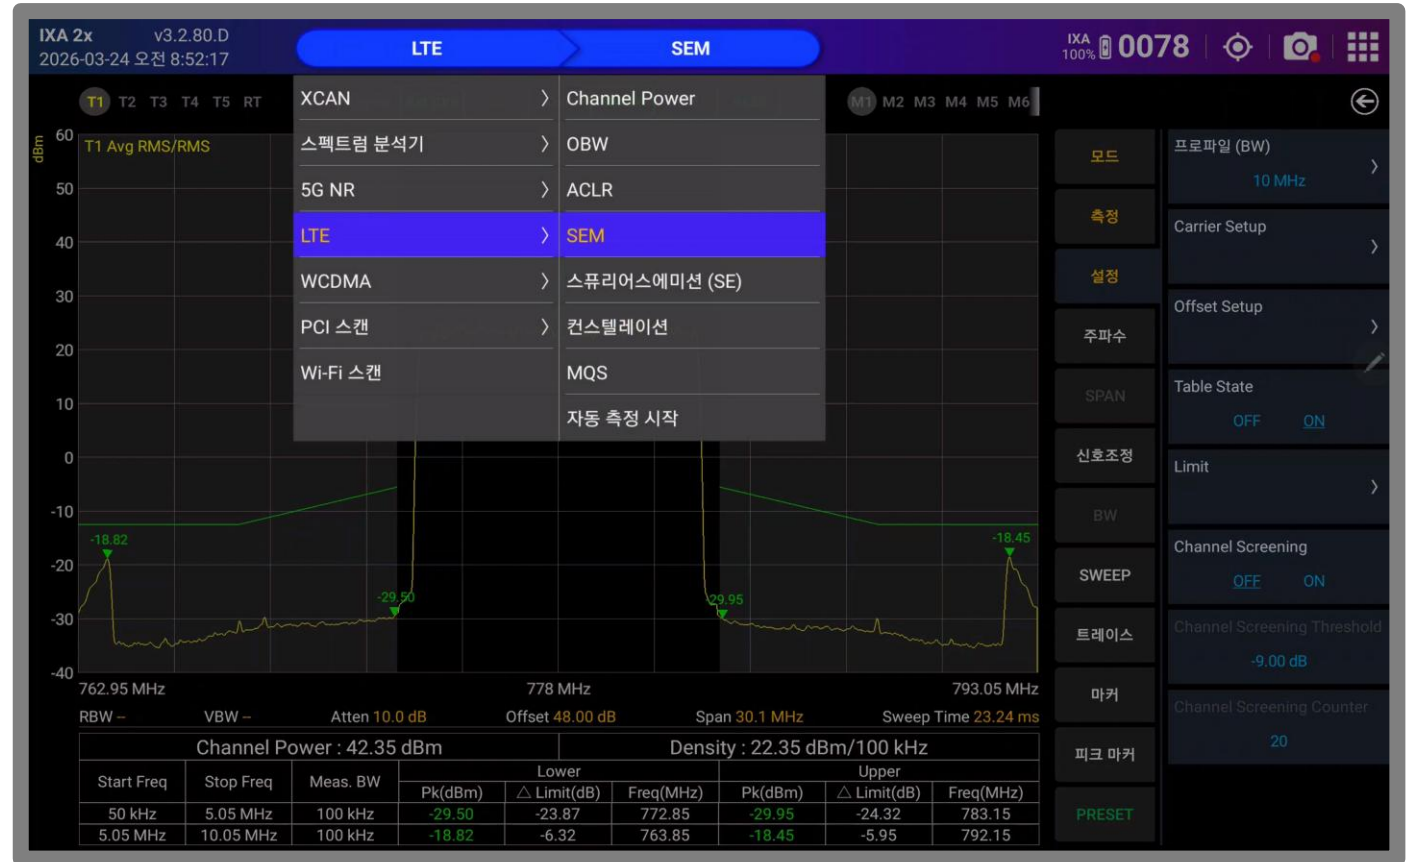 IXA 2x v3.2.80.D
2026-03-24 오전 8:52:17
LTE SEM
IXA 100% 0078
T1 T2 T3 T4 T5 RT
M1 M2 M3 M4 M5 M6
XCAN
스펙트럼 분석기
5G NR
LTE
WCDMA
PCI 스캔
Wi-Fi 스캔
Channel Power
OBW
ACLR
SEM
스퓨리어스에미션 (SE)
컨스텔레이션
MQS
자동 측정 시작
dBm
T1 Avg RMS/RMS
60
50
40
30
20
10
0
-10
-20
-30
-40
-18.82
-29.50
-29.95
-18.45
762.95 MHz 778 MHz 793.05 MHz
RBW -- VBW -- Atten 10.0 dB Offset 48.00 dB Span 30.1 MHz Sweep Time 23.24 ms
Channel Power : 42.35 dBm Density : 22.35 dBm/100 kHz
Start Freq Stop Freq Meas. BW Lower Upper
Pk(dBm) △ Limit(dB) Freq(MHz) Pk(dBm) △ Limit(dB) Freq(MHz)
50 kHz 5.05 MHz 100 kHz -29.50 -23.87 772.85 -29.95 -24.32 783.15
5.05 MHz 10.05 MHz 100 kHz -18.82 -6.32 763.85 -18.45 -5.95 792.15
모드
측정
설정
주파수
SPAN
신호조정
BW
SWEEP
트레이스
마커
피크 마커
PRESET
프로파일 (BW)
10 MHz
Carrier Setup
Offset Setup
Table State
OFF ON
Limit
Channel Screening
OFF ON
Channel Screening Threshold
-9.00 dB
Channel Screening Counter
20